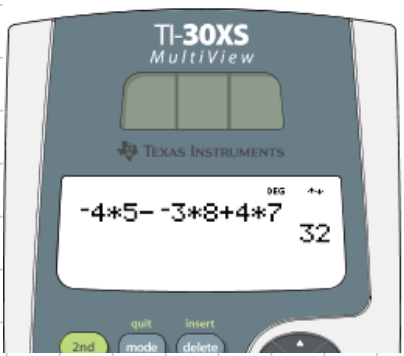 TI-30XS
MultiView
TEXAS INSTRUMENTS
DEG
-4*5- -3*8+4*7
32
quit insert
2nd mode delete